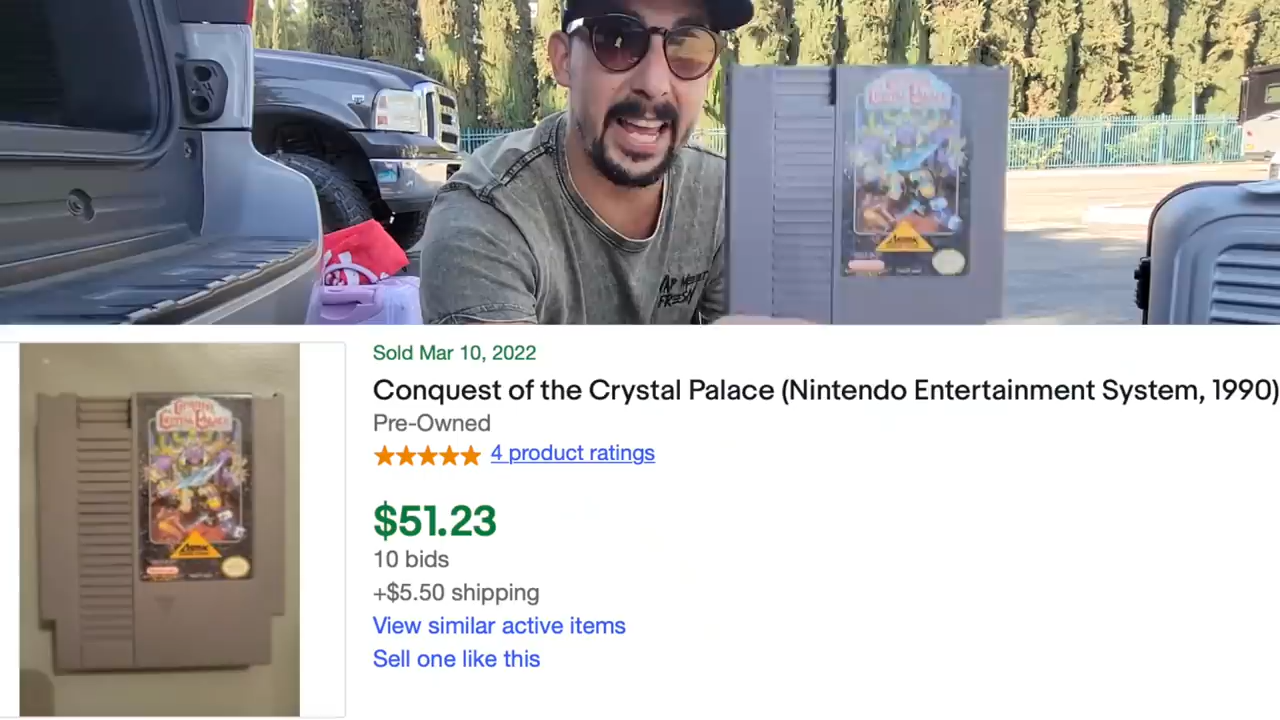 Sold Mar 10, 2022
Conquest of the Crystal Palace (Nintendo Entertainment System, 1990)
Pre-Owned
4 product ratings
$51.23
10 bids
+$5.50 shipping
View similar active items
Sell one like this